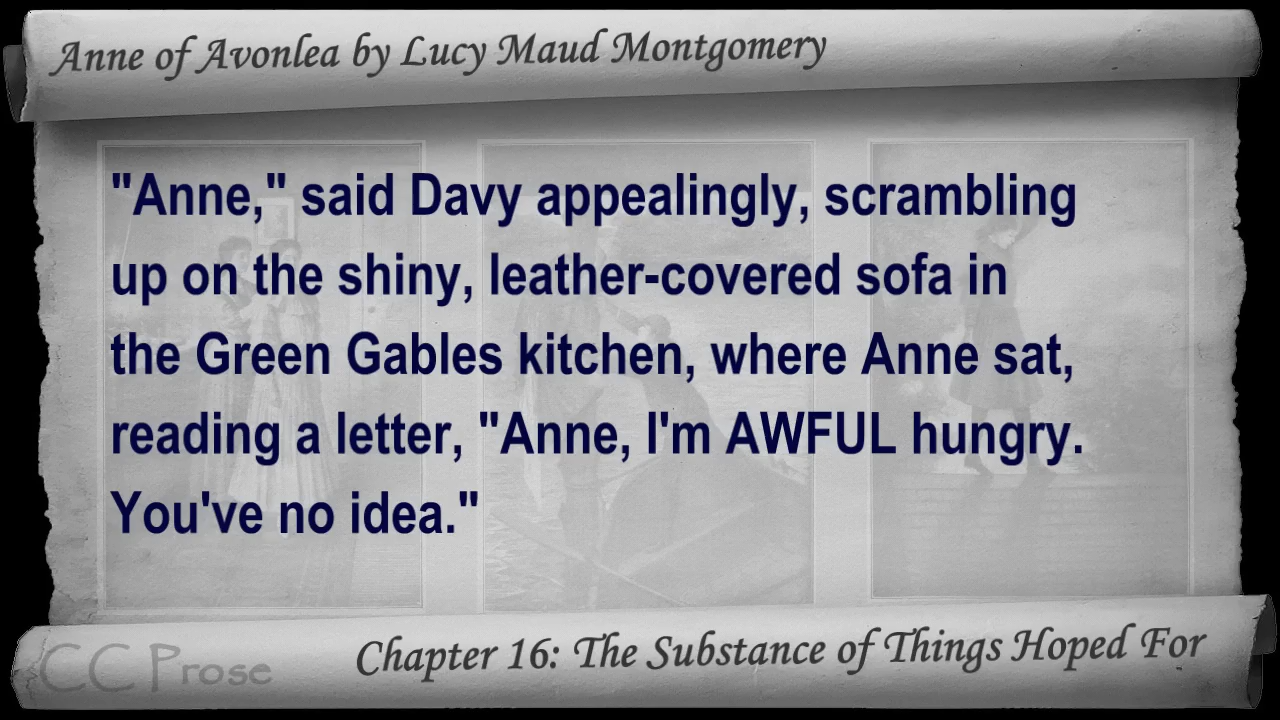 Anne of Avonlea by Lucy Maud Montgomery
"Anne," said Davy appealingly, scrambling
up on the shiny, leather-covered sofa in
the Green Gables kitchen, where Anne sat,
reading a letter, "Anne, I'm AWFUL hungry.
You've no idea."
Chapter 16: The Substance of Things Hoped For
CC Prose